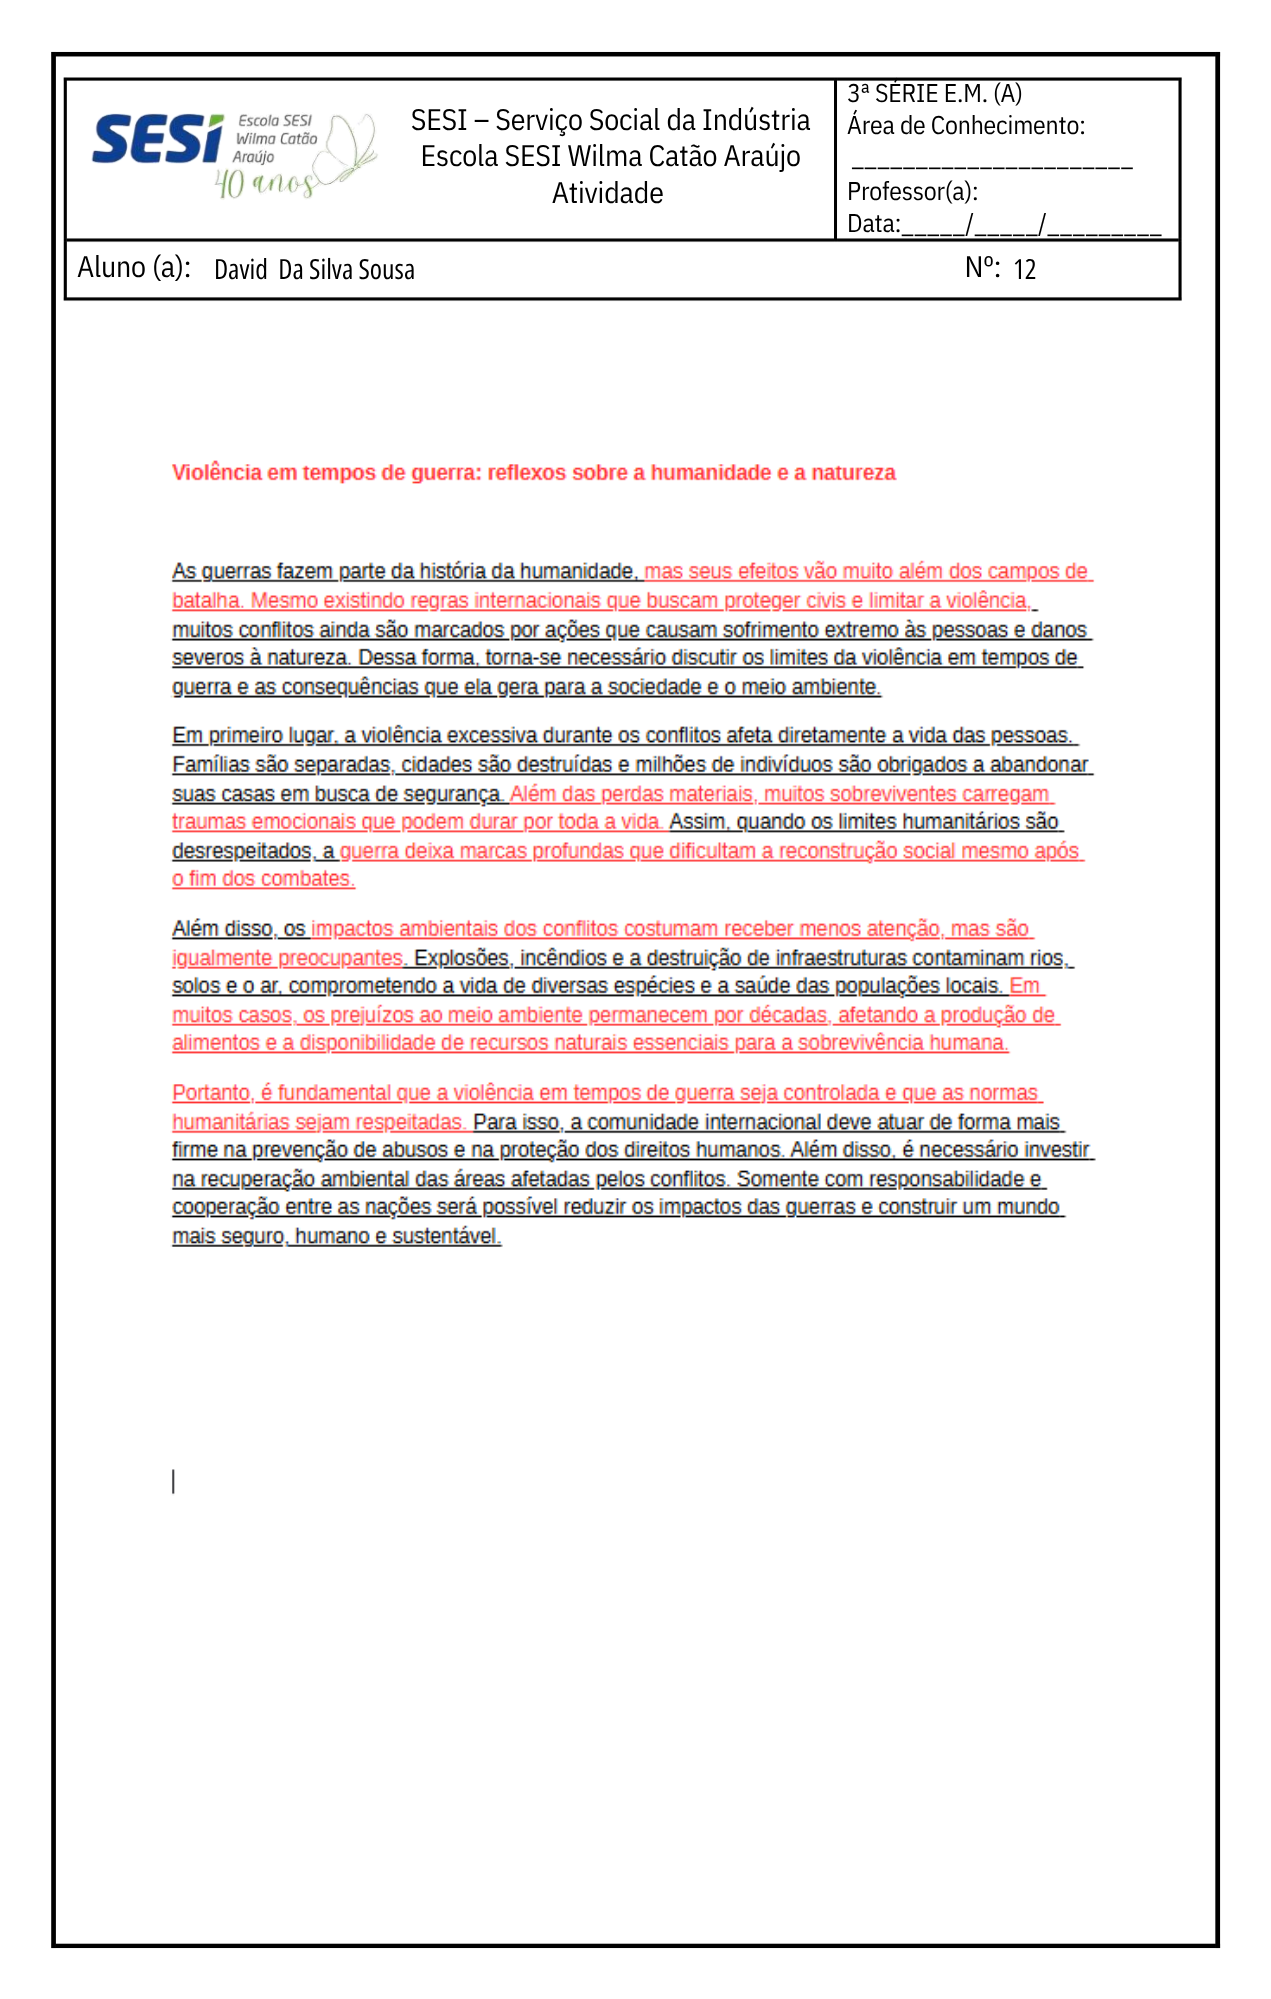 SESI
Escola SESI
Wilma Catão
Araújo
40 anos
SESI – Serviço Social da Indústria
Escola SESI Wilma Catão Araújo
Atividade
3ª SÉRIE E.M. (A)
Área de Conhecimento:
______________________
Professor(a):
Data:_____/_____/_________
Aluno (a): David Da Silva Sousa Nº: 12
Violência em tempos de guerra: reflexos sobre a humanidade e a natureza
As guerras fazem parte da história da humanidade, mas seus efeitos vão muito além dos campos de
batalha. Mesmo existindo regras internacionais que buscam proteger civis e limitar a violência,
muitos conflitos ainda são marcados por ações que causam sofrimento extremo às pessoas e danos
severos à natureza. Dessa forma, torna-se necessário discutir os limites da violência em tempos de
guerra e as consequências que ela gera para a sociedade e o meio ambiente.
Em primeiro lugar, a violência excessiva durante os conflitos afeta diretamente a vida das pessoas.
Famílias são separadas, cidades são destruídas e milhões de indivíduos são obrigados a abandonar
suas casas em busca de segurança. Além das perdas materiais, muitos sobreviventes carregam
traumas emocionais que podem durar por toda a vida. Assim, quando os limites humanitários são
desrespeitados, a guerra deixa marcas profundas que dificultam a reconstrução social mesmo após
o fim dos combates.
Além disso, os impactos ambientais dos conflitos costumam receber menos atenção, mas são
igualmente preocupantes. Explosões, incêndios e a destruição de infraestruturas contaminam rios,
solos e o ar, comprometendo a vida de diversas espécies e a saúde das populações locais. Em
muitos casos, os prejuízos ao meio ambiente permanecem por décadas, afetando a produção de
alimentos e a disponibilidade de recursos naturais essenciais para a sobrevivência humana.
Portanto, é fundamental que a violência em tempos de guerra seja controlada e que as normas
humanitárias sejam respeitadas. Para isso, a comunidade internacional deve atuar de forma mais
firme na prevenção de abusos e na proteção dos direitos humanos. Além disso, é necessário investir
na recuperação ambiental das áreas afetadas pelos conflitos. Somente com responsabilidade e
cooperação entre as nações será possível reduzir os impactos das guerras e construir um mundo
mais seguro, humano e sustentável.